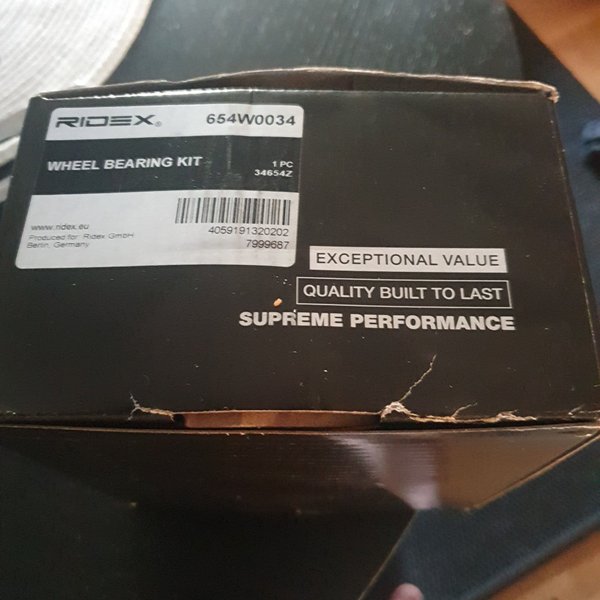 RIDEX® 654W0034
WHEEL BEARING KIT 1 PC
34654Z
www.ridex.eu 4059191320202
Produced for: Ridex GmbH
Berlin, Germany 7999687
EXCEPTIONAL VALUE
QUALITY BUILT TO LAST
SUPREME PERFORMANCE